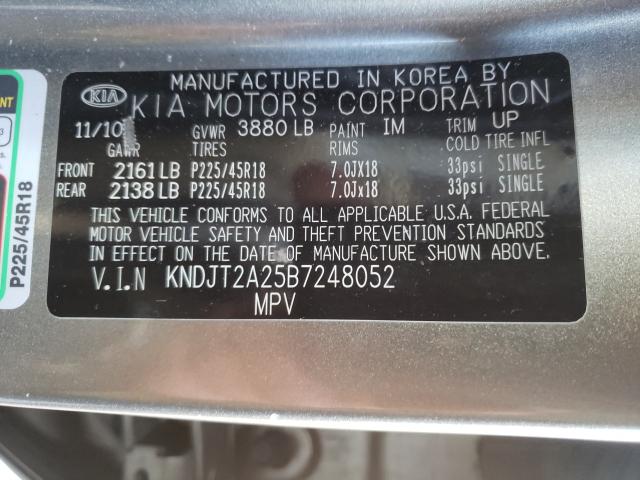 MANUFACTURED IN KOREA BY
KIA KIA MOTORS CORPORATION
11/10 GVWR 3880 LB PAINT IM TRIM UP
GAWR TIRES RIMS COLD TIRE INFL
FRONT 2161 LB P225/45R18 7.0JX18 33psi SINGLE
REAR 2138 LB P225/45R18 7.0Jx18 33psi SINGLE
THIS VEHICLE CONFORMS TO ALL APPLICABLE U.S.A. FEDERAL
MOTOR VEHICLE SAFETY AND THEFT PREVENTION STANDARDS
IN EFFECT ON THE DATE OF MANUFACTURE SHOWN ABOVE.
V.I.N KNDJT2A25B7248052
MPV
P225/45R18
3